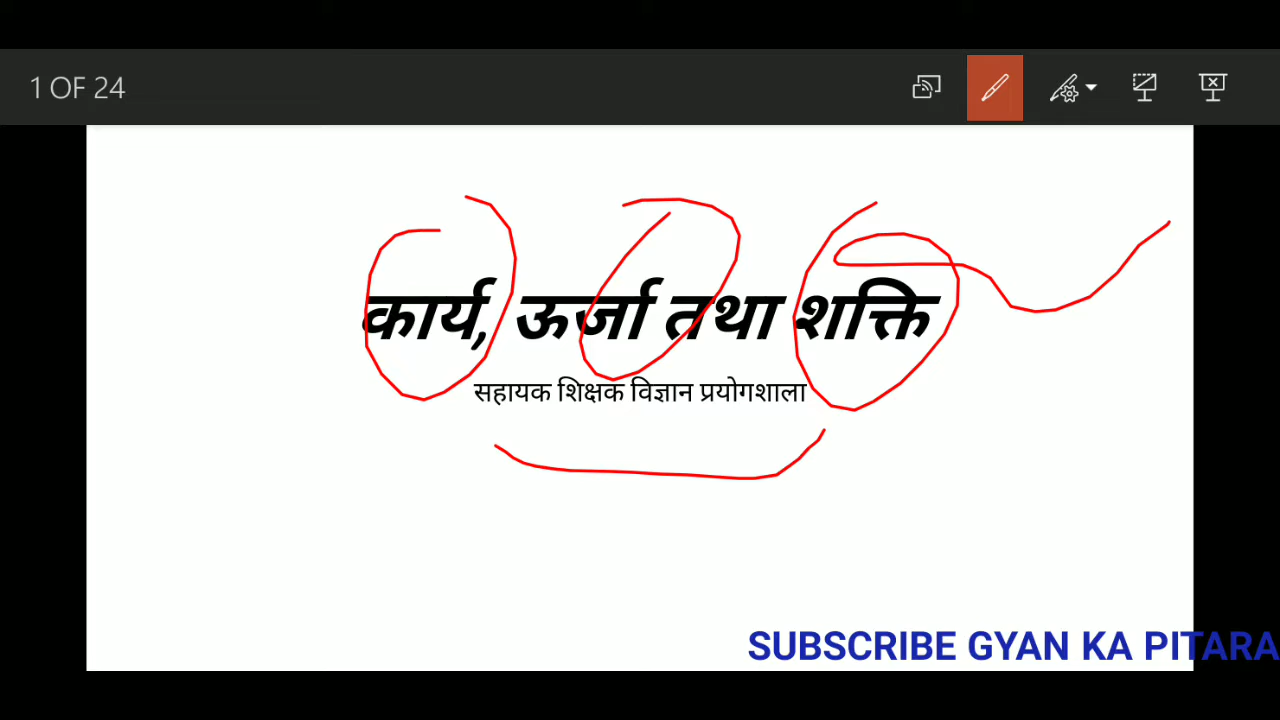 1 OF 24
कार्य, ऊर्जा तथा शक्ति
सहायक शिक्षक विज्ञान प्रयोगशाला
SUBSCRIBE GYAN KA PITARA